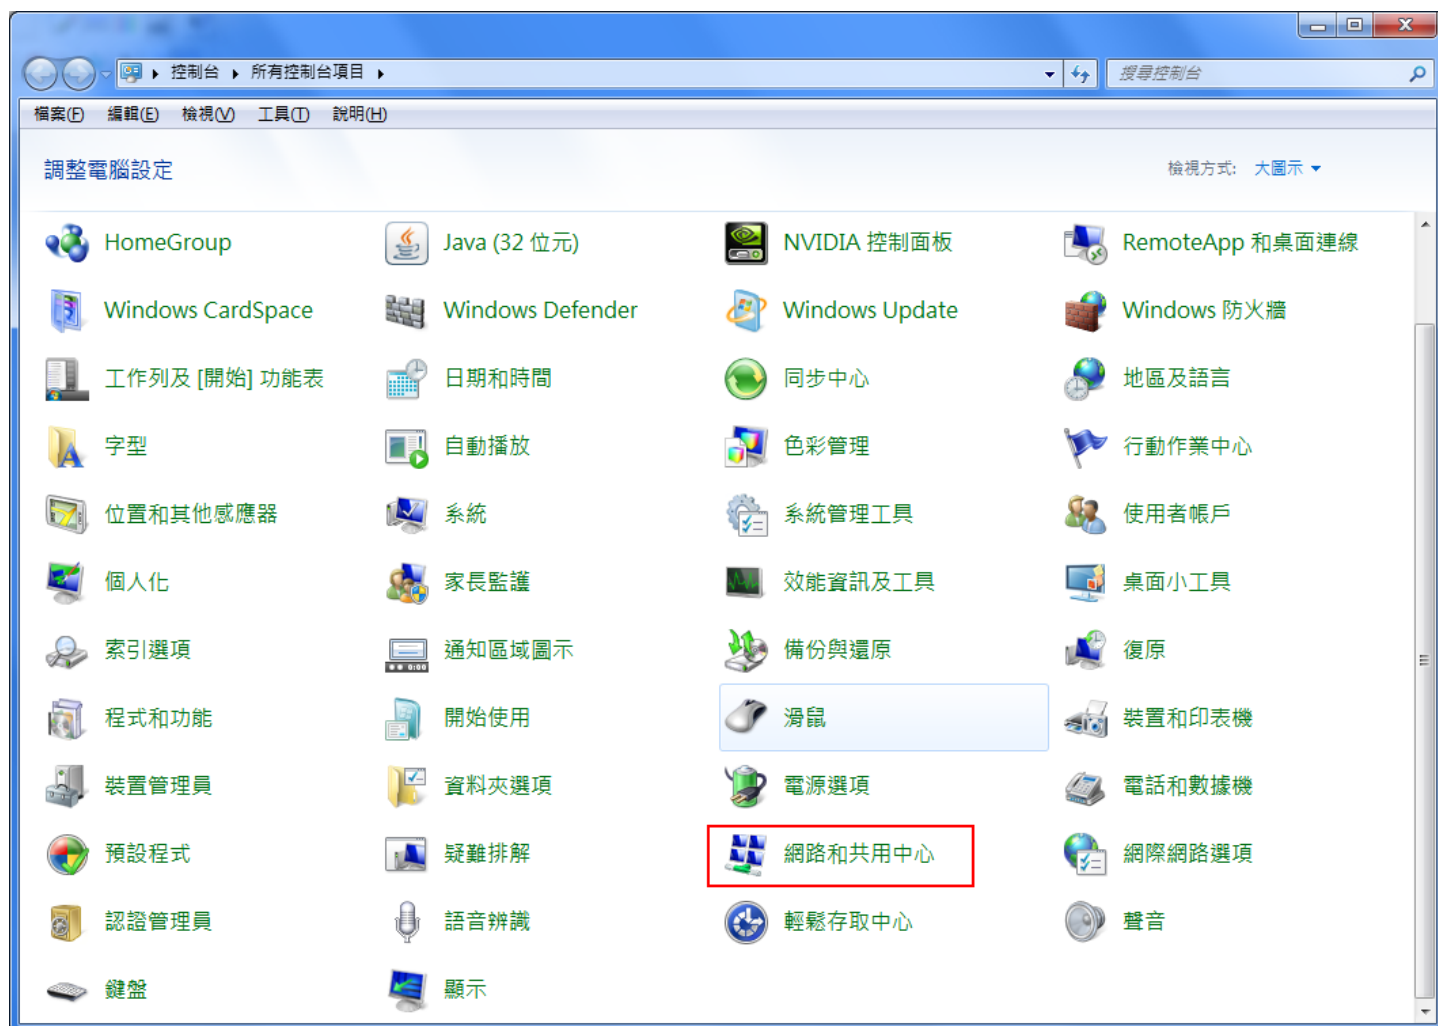 控制台 ▸ 所有控制台項目 ▸ 搜尋控制台
檔案(F) 編輯(E) 檢視(V) 工具(T) 說明(H)
調整電腦設定 檢視方式: 大圖示
HomeGroup Java (32 位元) NVIDIA 控制面板 RemoteApp 和桌面連線
Windows CardSpace Windows Defender Windows Update Windows 防火牆
工作列及 [開始] 功能表 日期和時間 同步中心 地區及語言
字型 自動播放 色彩管理 行動作業中心
位置和其他感應器 系統 系統管理工具 使用者帳戶
個人化 家長監護 效能資訊及工具 桌面小工具
索引選項 通知區域圖示 備份與還原 復原
程式和功能 開始使用 滑鼠 裝置和印表機
裝置管理員 資料夾選項 電源選項 電話和數據機
預設程式 疑難排解 網路和共用中心 網際網路選項
認證管理員 語音辨識 輕鬆存取中心 聲音
鍵盤 顯示